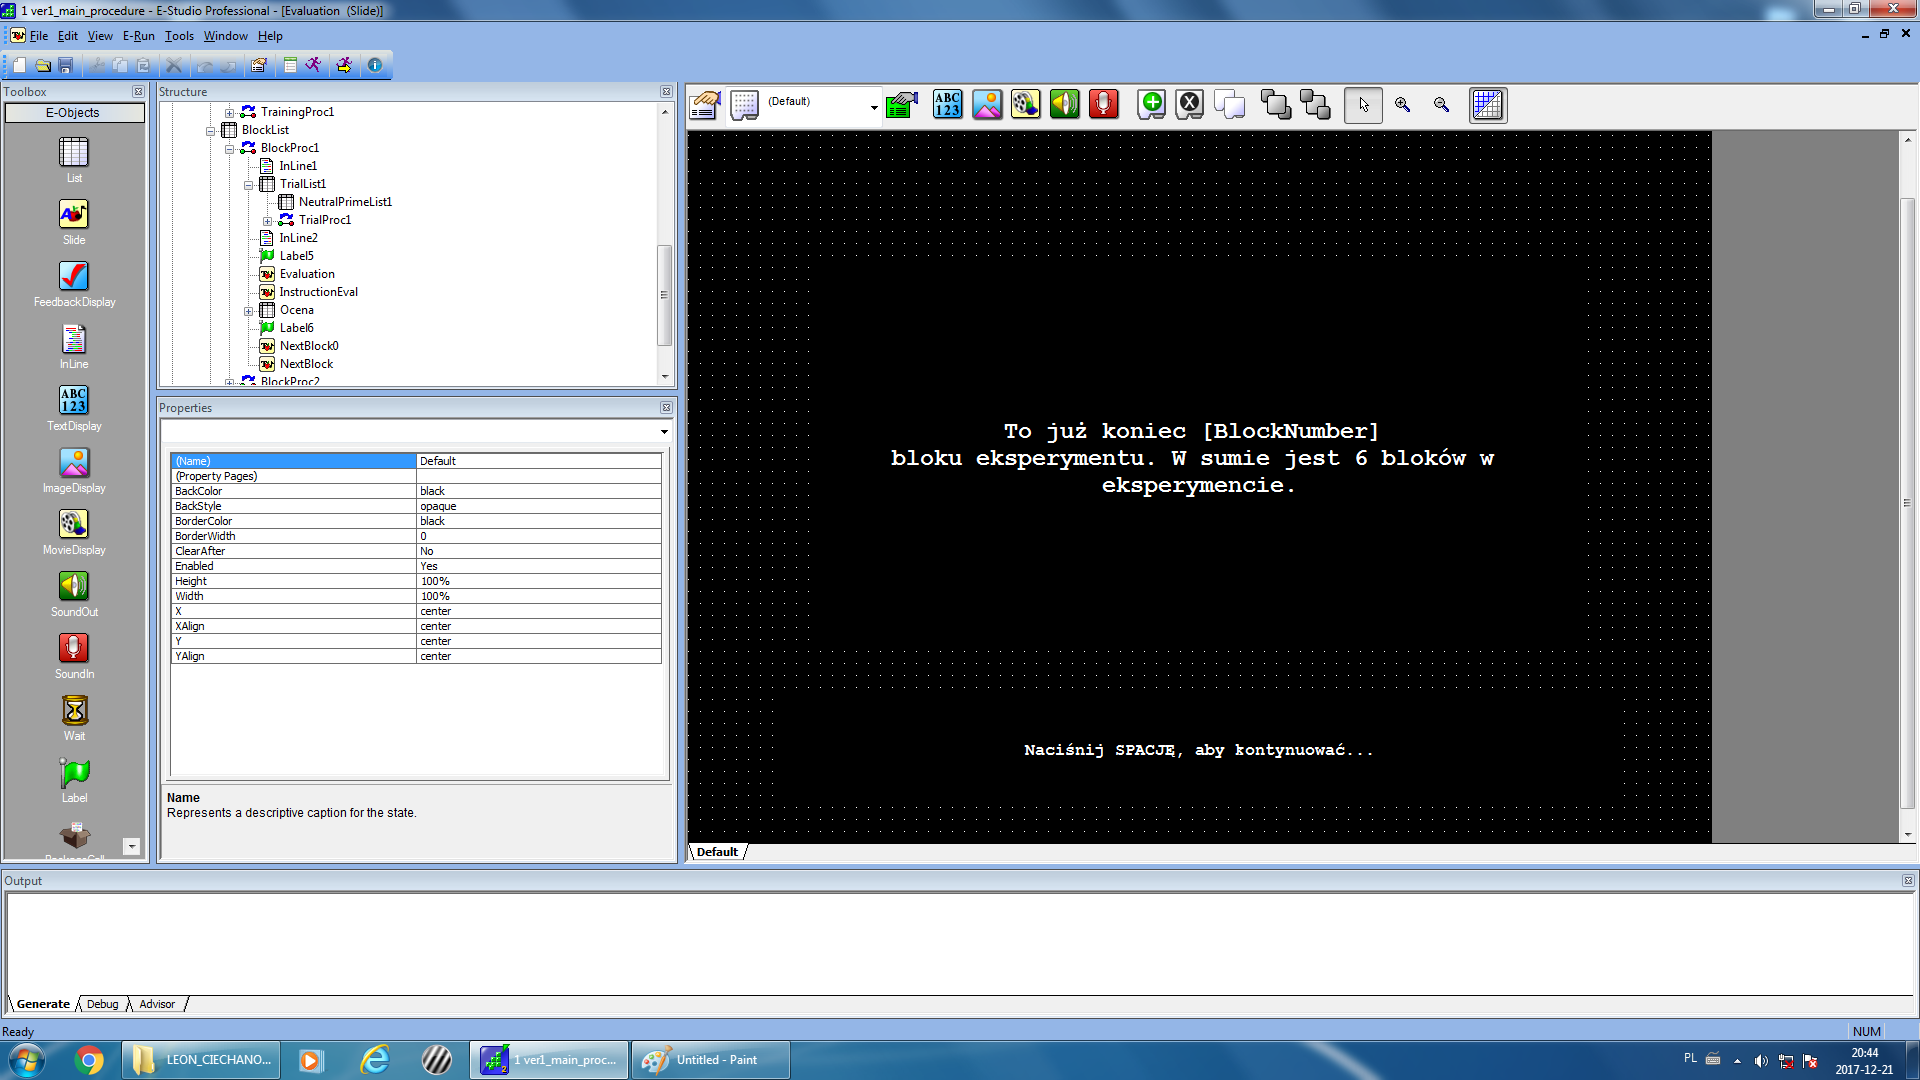 1 ver1_main_procedure - E-Studio Professional - [Evaluation (Slide)]
File Edit View E-Run Tools Window Help
Toolbox
E-Objects
List
Slide
FeedbackDisplay
InLine
ABC
123
TextDisplay
ImageDisplay
MovieDisplay
SoundOut
SoundIn
Wait
Label
Structure
TrainingProc1
BlockList
BlockProc1
InLine1
TrialList1
NeutralPrimeList1
TrialProc1
InLine2
Label5
Evaluation
InstructionEval
Ocena
Label6
NextBlock0
NextBlock
BlockProc2
Properties
(Name) Default
(Property Pages)
BackColor black
BackStyle opaque
BorderColor black
BorderWidth 0
ClearAfter No
Enabled Yes
Height 100%
Width 100%
X center
XAlign center
Y center
YAlign center
Name
Represents a descriptive caption for the state.
(Default)
ABC
123
To już koniec [BlockNumber]
bloku eksperymentu. W sumie jest 6 bloków w
eksperymencie.
Naciśnij SPACJĘ, aby kontynuować...
Default
Output
Generate Debug Advisor
Ready
NUM
LEON_CIECHANO...
1 ver1_main_proc...
Untitled - Paint
PL
20:44
2017-12-21